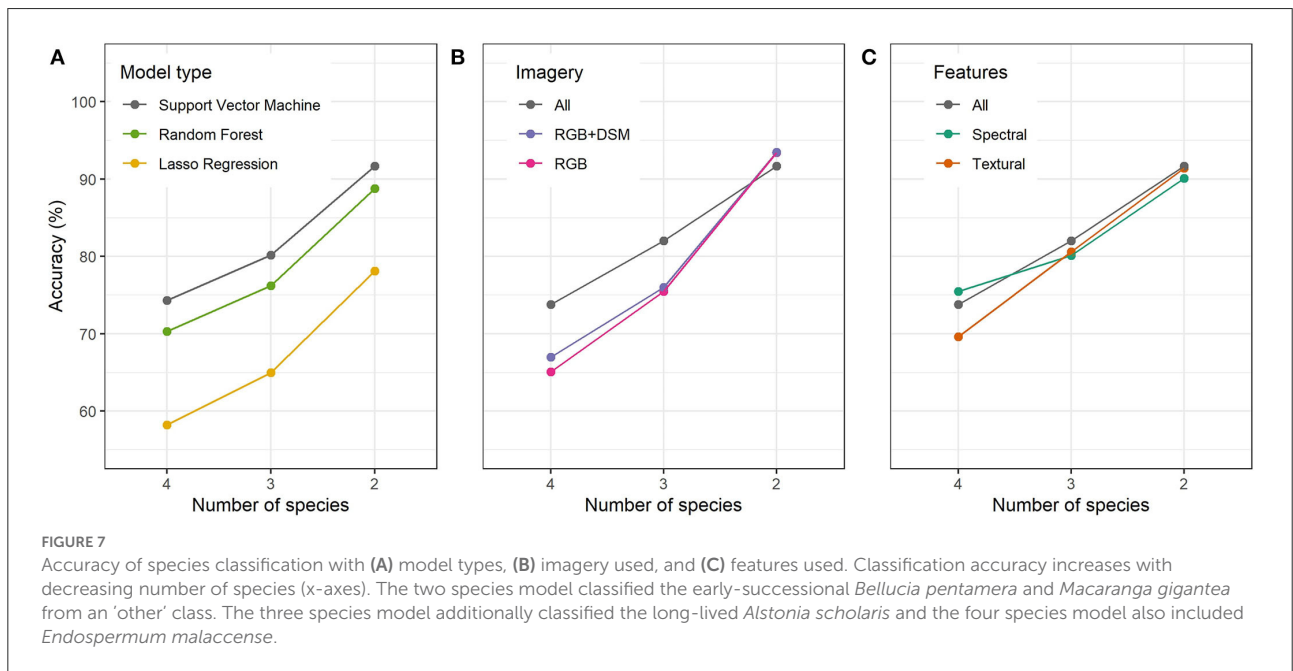 A
Model type
Support Vector Machine
Random Forest
Lasso Regression
Accuracy (%)
100
90
80
70
60
4 3 2
Number of species
B
Imagery
All
RGB+DSM
RGB
4 3 2
Number of species
C
Features
All
Spectral
Textural
4 3 2
Number of species
FIGURE 7
Accuracy of species classification with (A) model types, (B) imagery used, and (C) features used. Classification accuracy increases with
decreasing number of species (x-axes). The two species model classified the early-successional Bellucia pentamera and Macaranga gigantea
from an ‘other‘ class. The three species model additionally classified the long-lived Alstonia scholaris and the four species model also included
Endospermum malaccense.